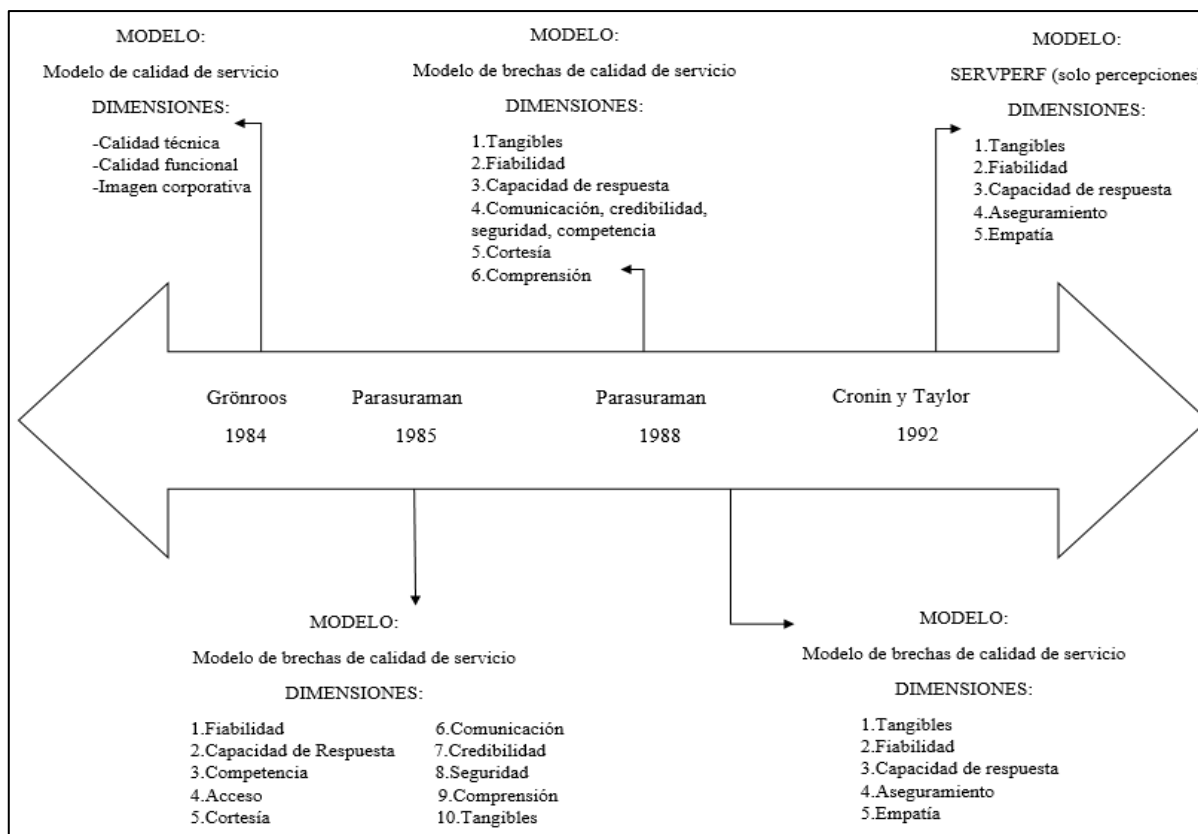 MODELO:
Modelo de calidad de servicio
DIMENSIONES:
-Calidad técnica
-Calidad funcional
-Imagen corporativa
MODELO:
Modelo de brechas de calidad de servicio
DIMENSIONES:
1.Tangibles
2.Fiabilidad
3.Capacidad de respuesta
4.Comunicación, credibilidad,
seguridad, competencia
5.Cortesía
6.Comprensión
MODELO:
SERVPERF (solo percepciones)
DIMENSIONES:
1.Tangibles
2.Fiabilidad
3.Capacidad de respuesta
4.Aseguramiento
5.Empatía
Grönroos
1984
Parasuraman
1985
Parasuraman
1988
Cronin y Taylor
1992
MODELO:
Modelo de brechas de calidad de servicio
DIMENSIONES:
1.Fiabilidad
2.Capacidad de Respuesta
3.Competencia
4.Acceso
5.Cortesía
6.Comunicación
7.Credibilidad
8.Seguridad
9.Comprensión
10.Tangibles
MODELO:
Modelo de brechas de calidad de servicio
DIMENSIONES:
1.Tangibles
2.Fiabilidad
3.Capacidad de respuesta
4.Aseguramiento
5.Empatía